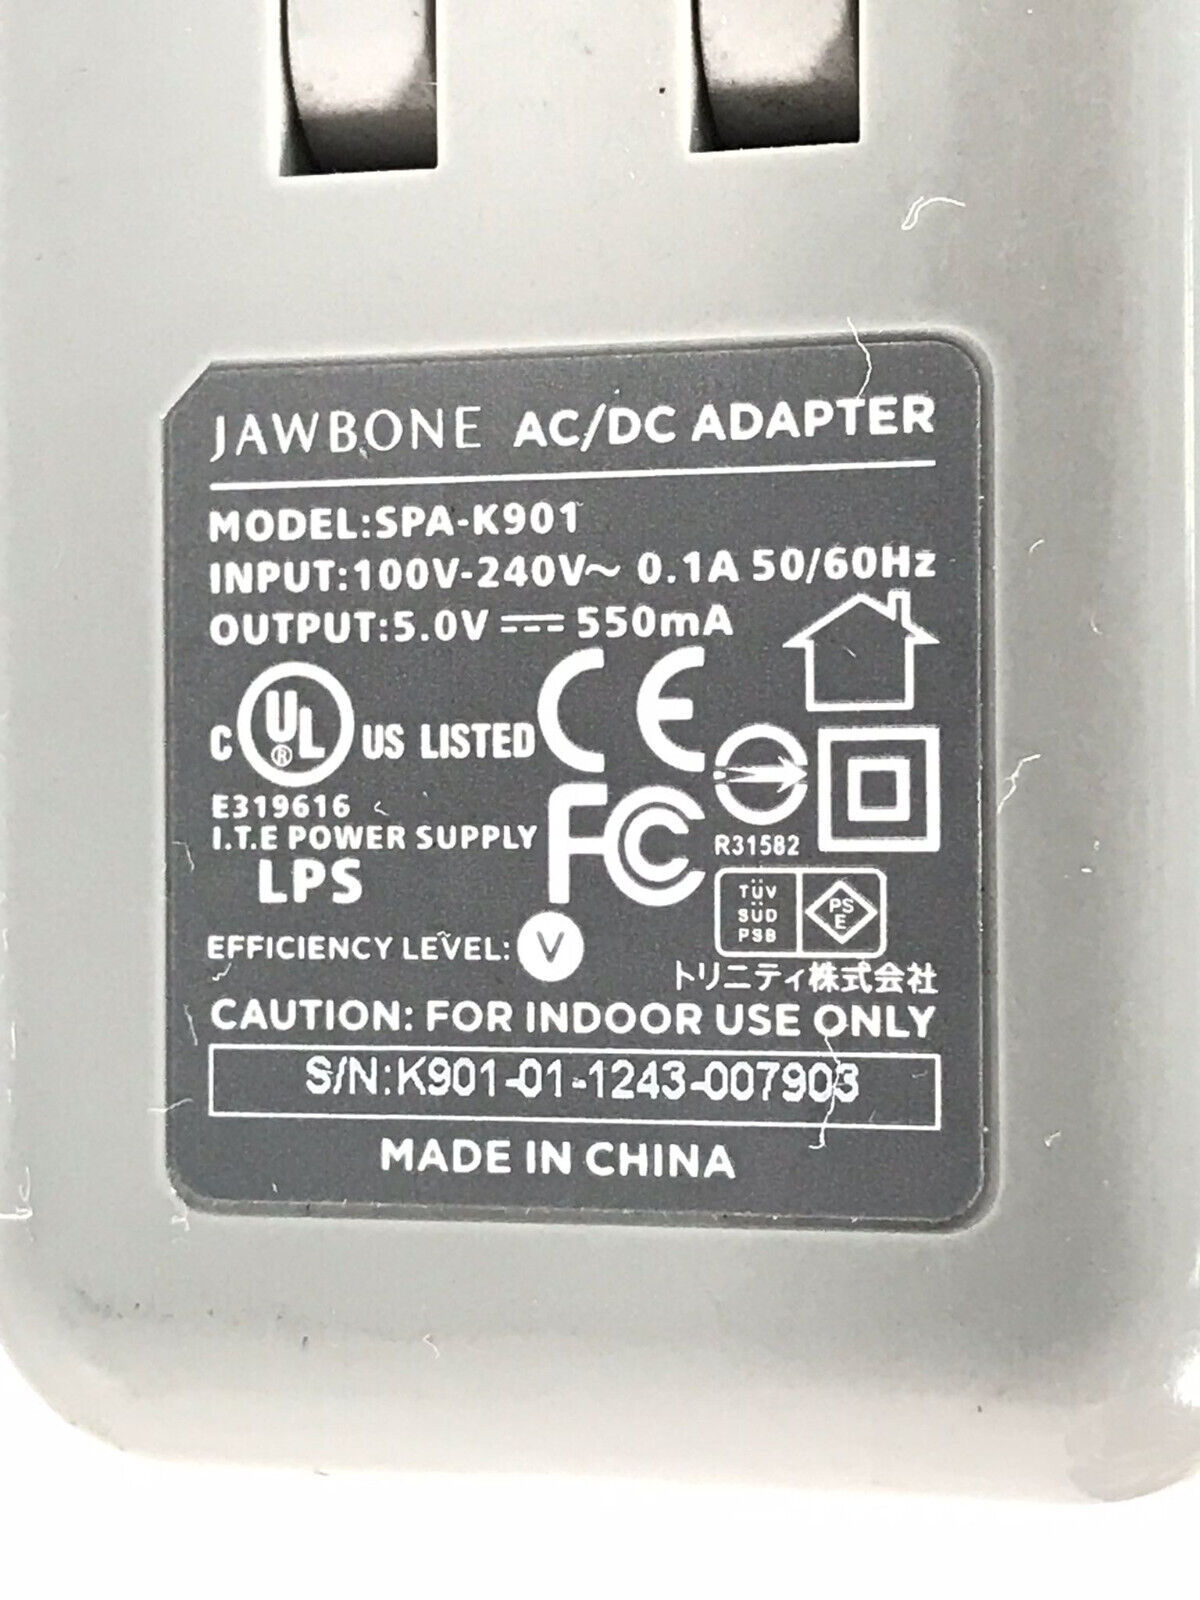 JAWBONE AC/DC ADAPTER
MODEL:SPA-K901
INPUT:100V-240V~ 0.1A 50/60Hz
OUTPUT:5.0V ⎓ 550mA
C UL ® US LISTED CE
E319616
I.T.E POWER SUPPLY
LPS
FC
R31582
TÜV
SÜD
PSB
PS
E
EFFICIENCY LEVEL: V
トリニティ株式会社
CAUTION: FOR INDOOR USE ONLY
S/N:K901-01-1243-007903
MADE IN CHINA